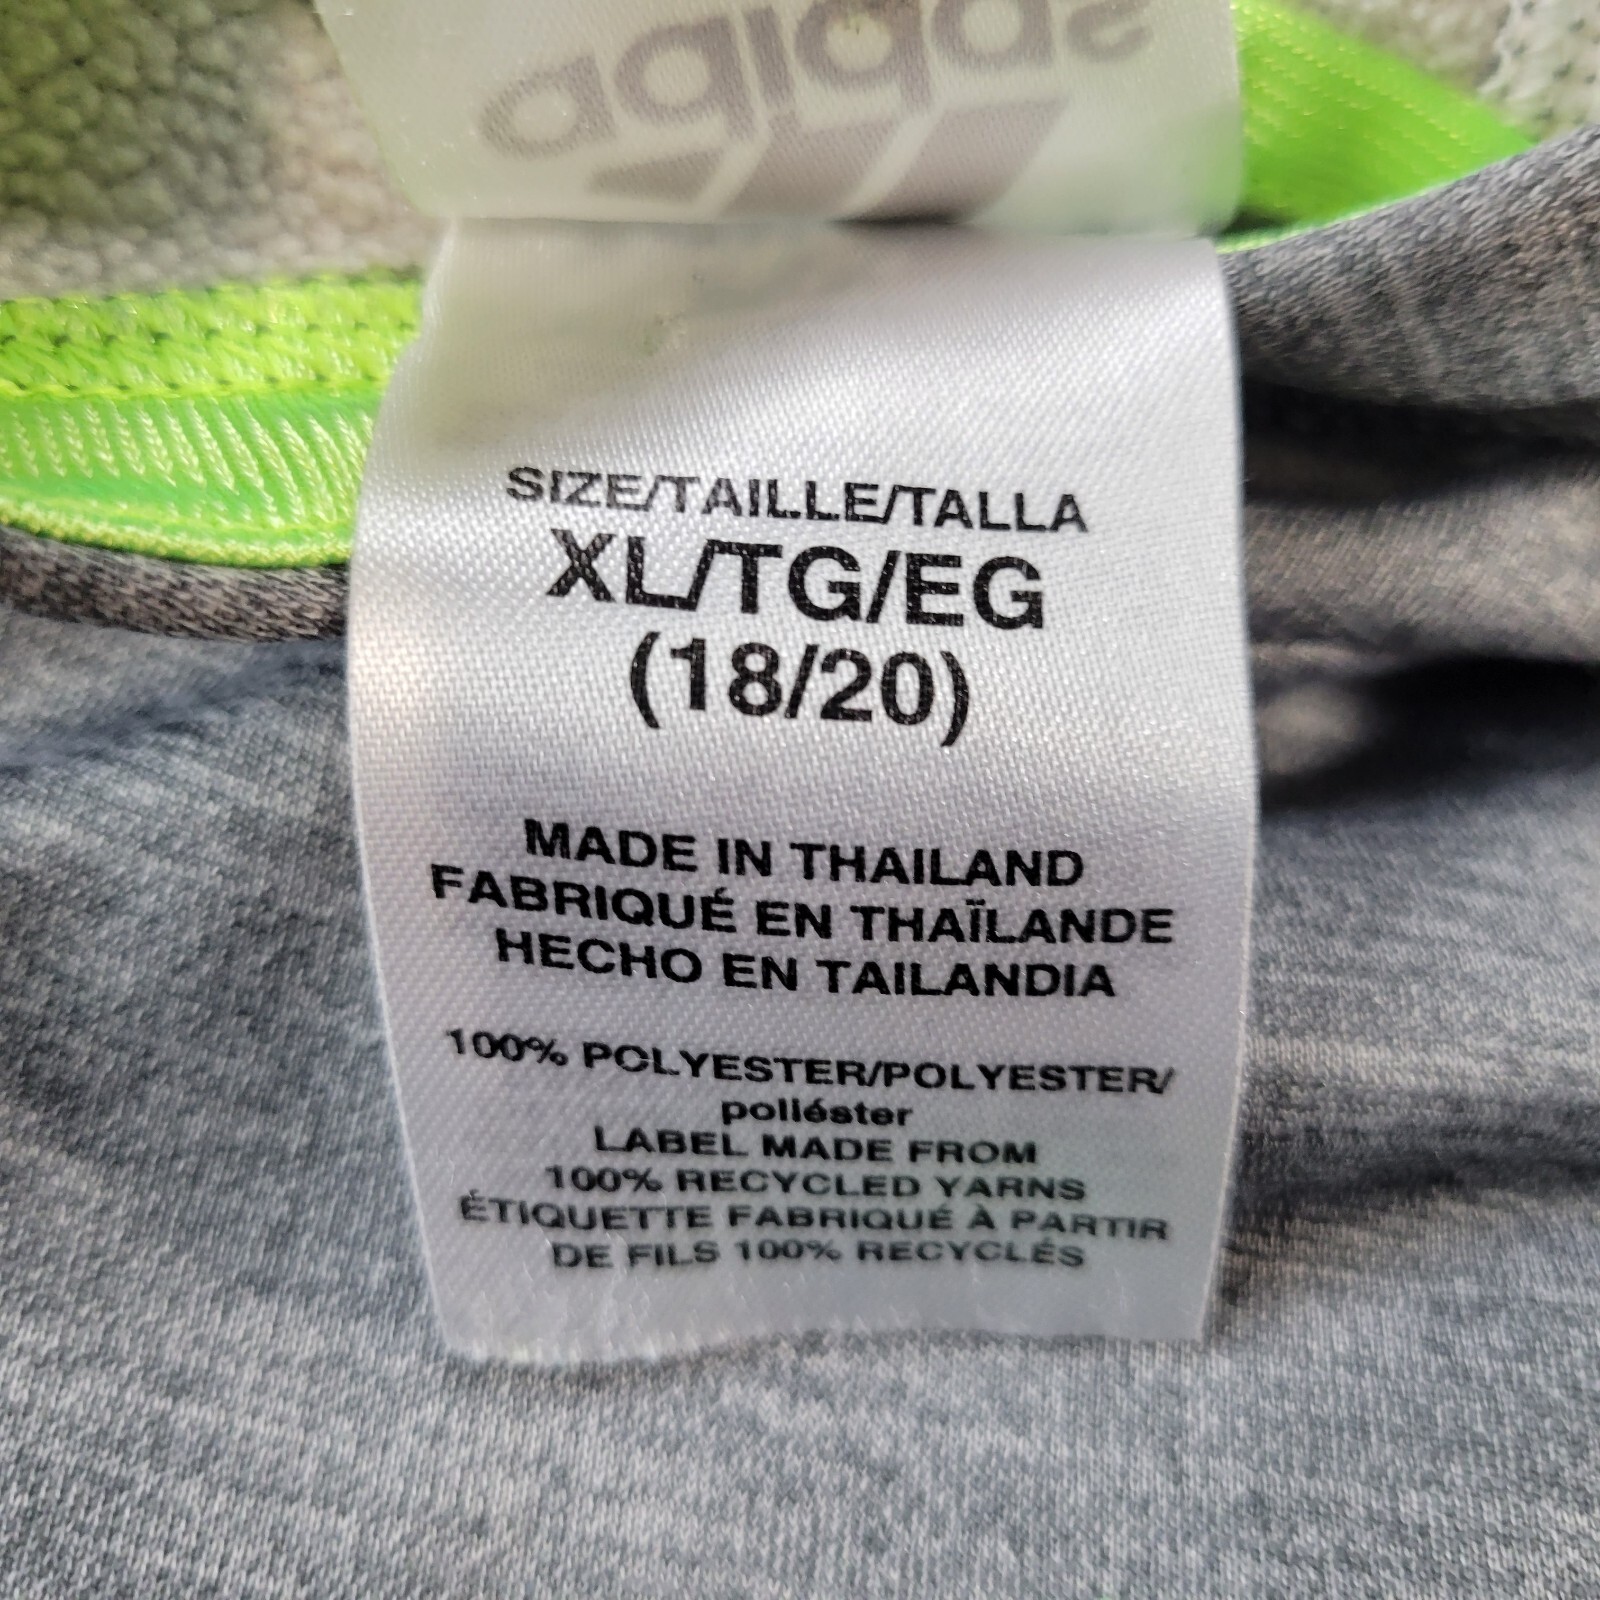 adidas
SIZE/TAILLE/TALLA
XL/TG/EG
(18/20)
MADE IN THAILAND
FABRIQUÉ EN THAÏLANDE
HECHO EN TAILANDIA
100% POLYESTER/POLYESTER/
poliéster
LABEL MADE FROM
100% RECYCLED YARNS
ÉTIQUETTE FABRIQUÉ À PARTIR
DE FILS 100% RECYCLÉS